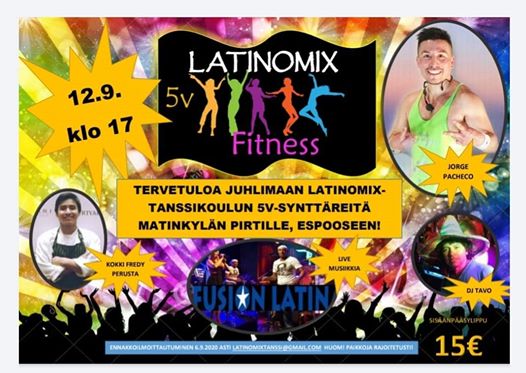 12.9.
klo 17
LATINOMIX
5v
Fitness
JORGE
PACHECO
TERVETULOA JUHLIMAAN LATINOMIX-
TANSSIKOULUN 5V-SYNTTÄREITÄ
MATINKYLÄN PIRTILLE, ESPOOSEEN!
KOKKI FREDY
PERUSTA
LIVE
MUSIIKKIA
FUSION LATIN
DJ TAVO
SISÄÄNPÄÄSYLIPPU
15€
ENNAKKOILMOITTAUTUMINEN 6.9.2020 ASTI LATINOMIXTANSSI@GMAIL.COM HUOM! PAIKKOJA RAJOITETUSTI!